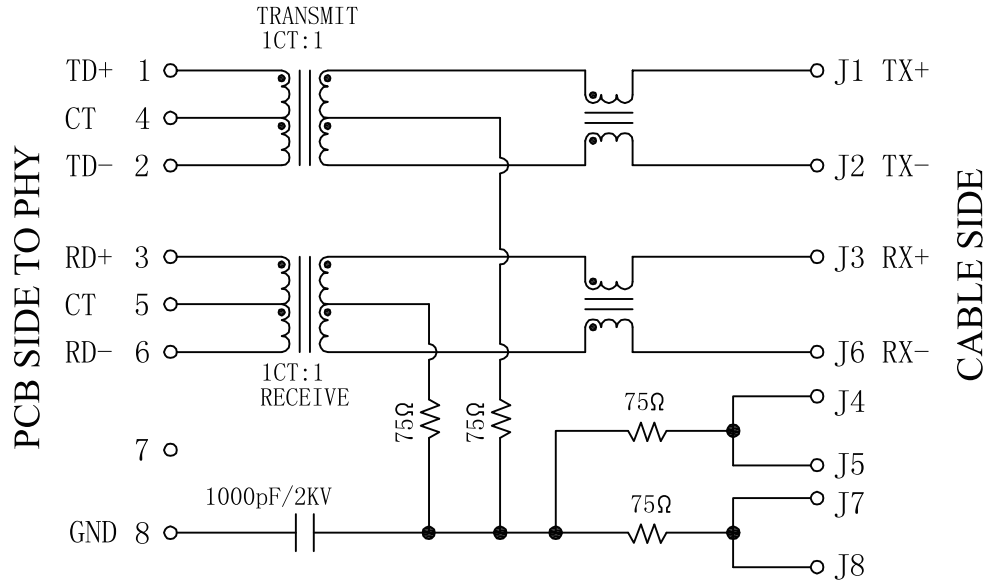 TRANSMIT
1CT:1
TD+ 1
J1 TX+
CT 4
TD- 2
J2 TX-
PCB SIDE TO PHY
CABLE SIDE
RD+ 3
J3 RX+
CT 5
RD- 6
J6 RX-
1CT:1
RECEIVE
75Ω
75Ω
75Ω
J4
7
J5
1000pF/2KV
75Ω
J7
GND 8
J8